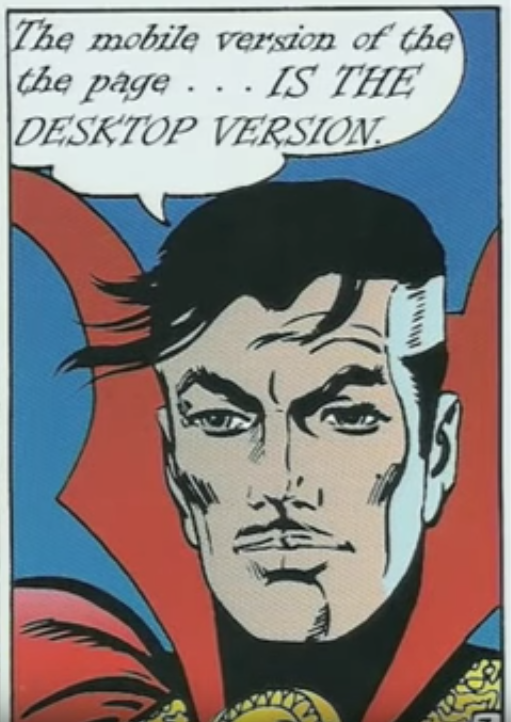 The mobile version of the
the page . . . IS THE
DESKTOP VERSION.